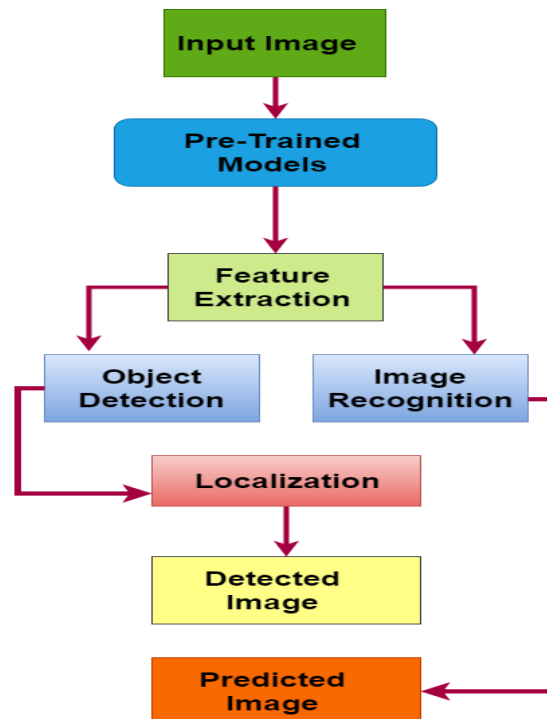 Input Image
Pre-Trained
Models
Feature
Extraction
Object
Detection
Image
Recognition
Localization
Detected
Image
Predicted
Image